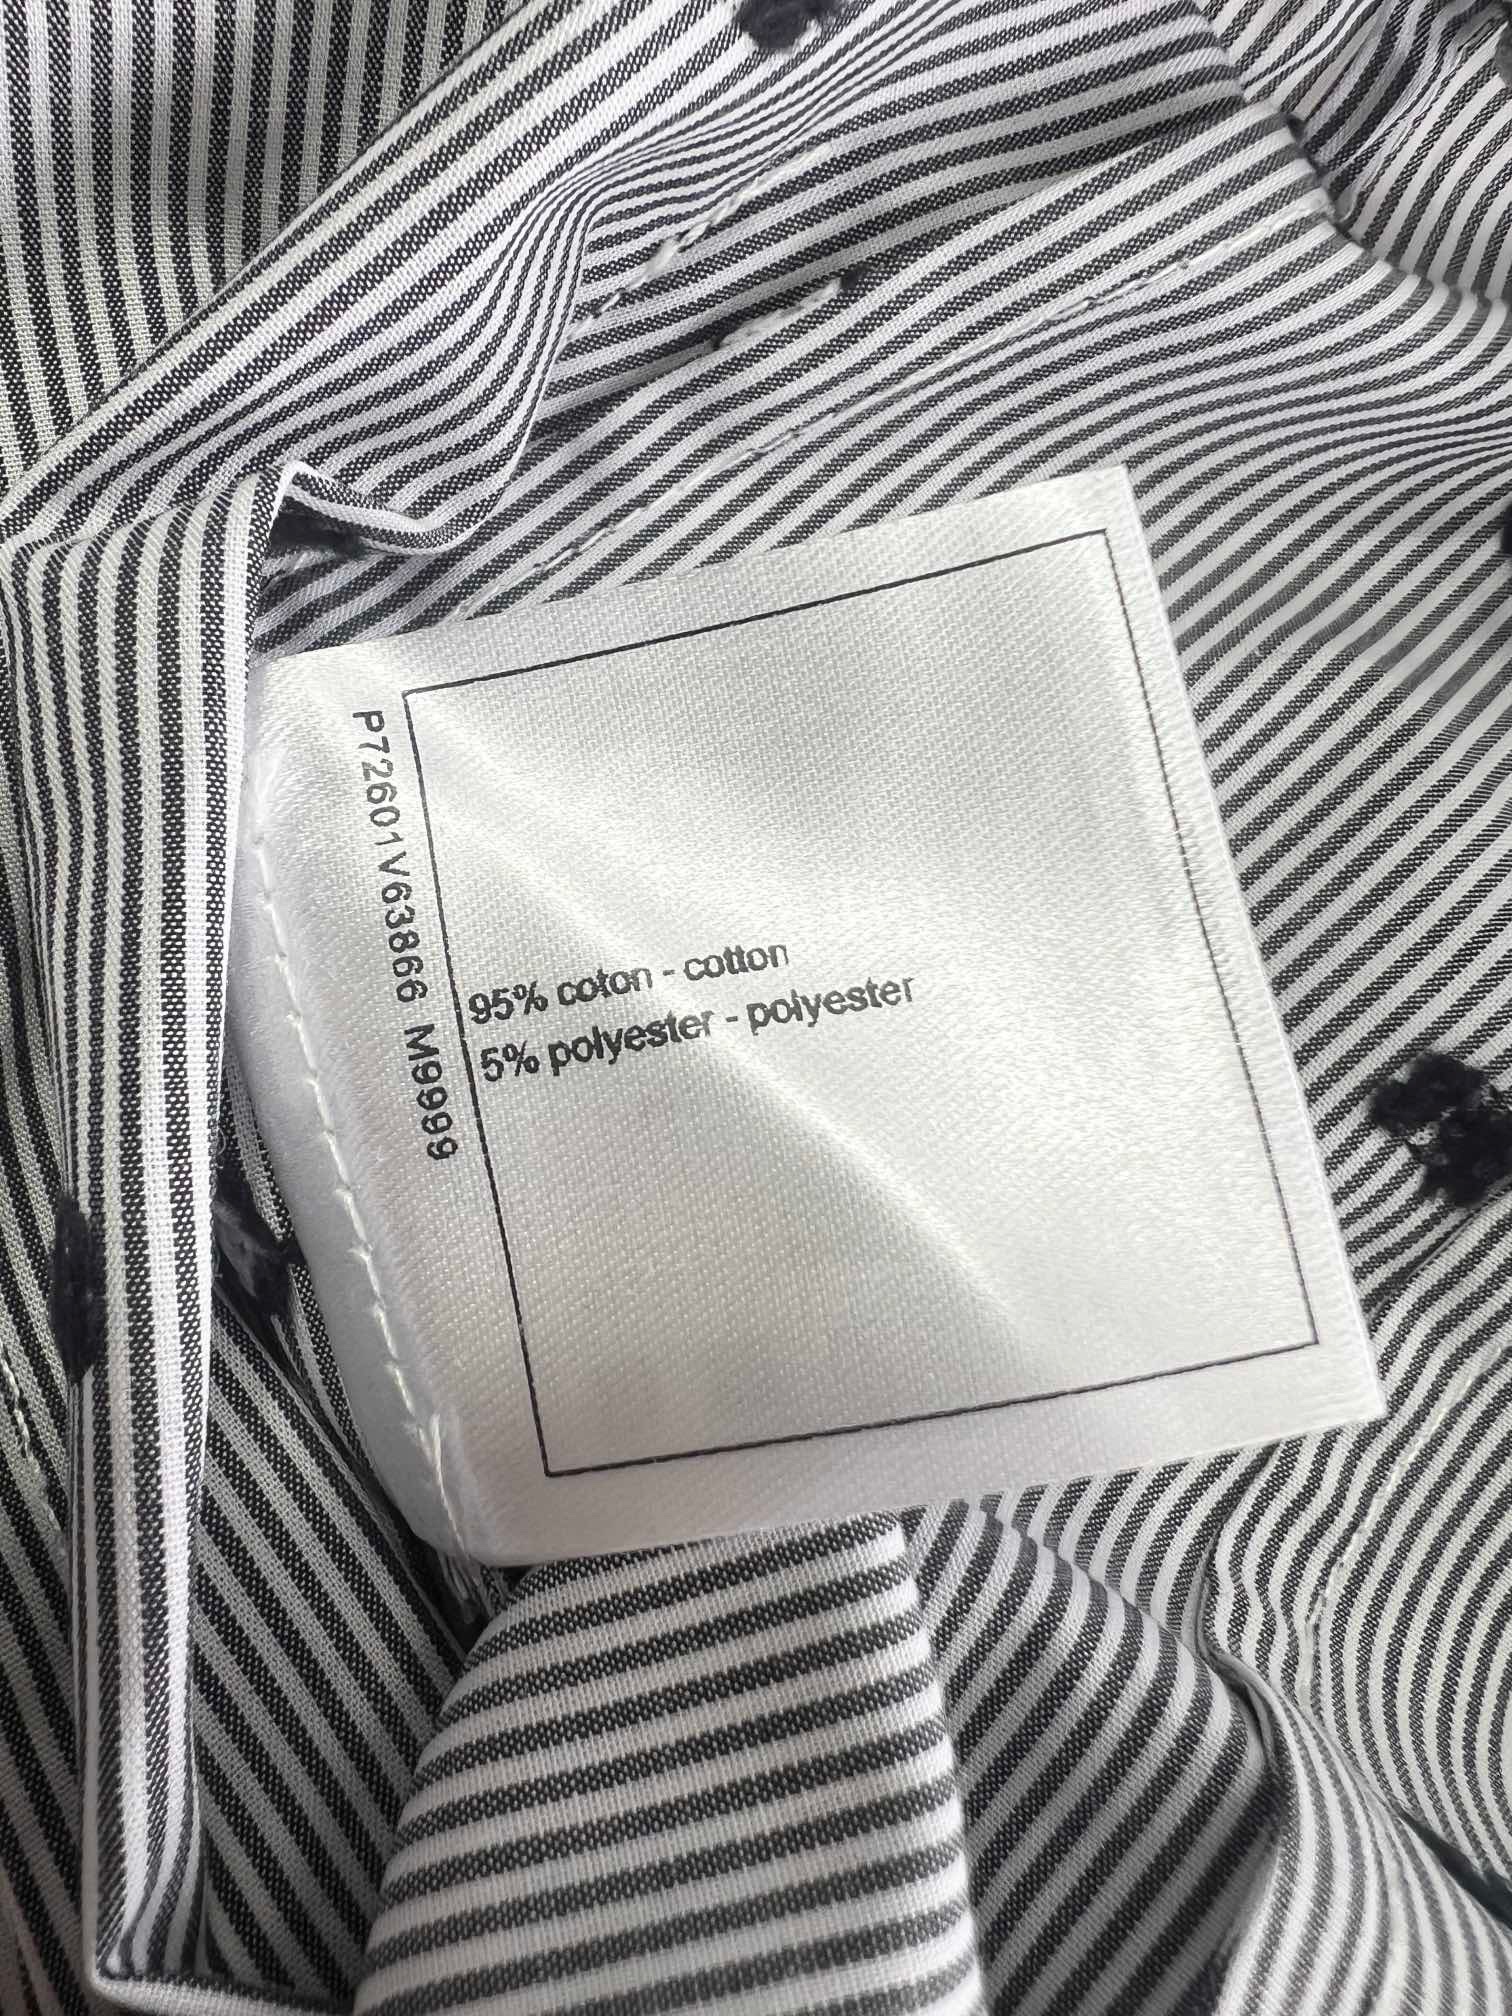 P72601V63866 M9999
95% coton - cotton
5% polyester - polyester